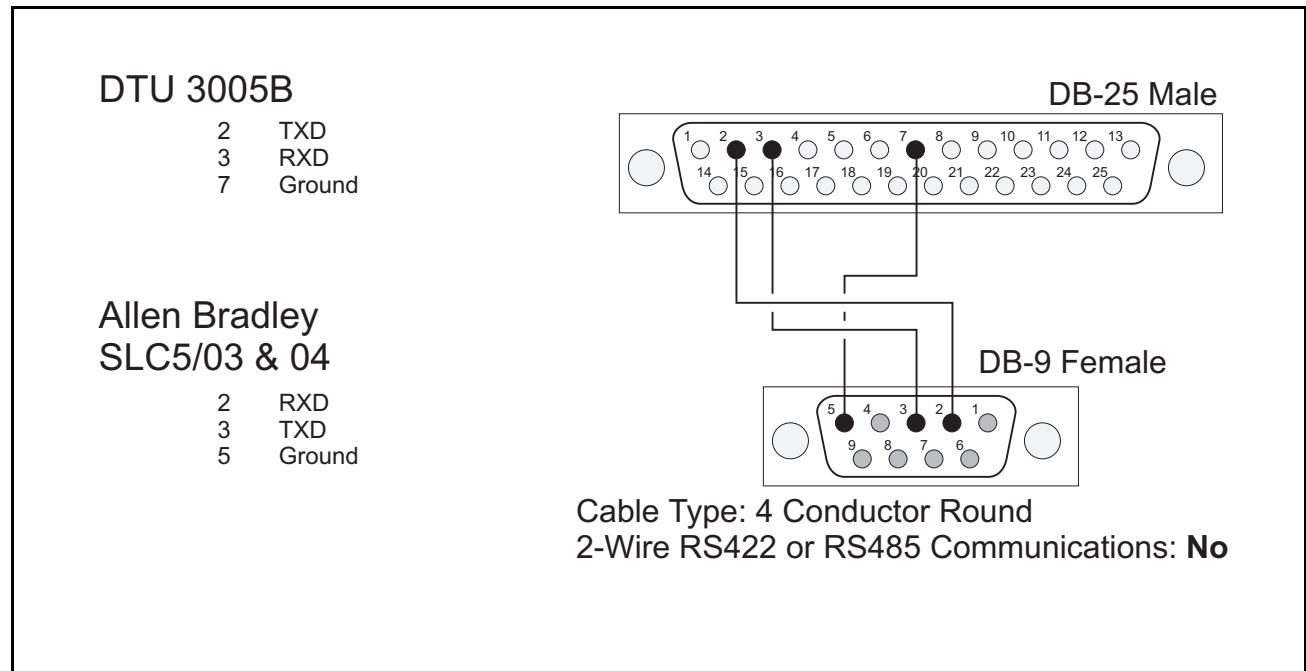 DTU 3005B
2 TXD
3 RXD
7 Ground
DB-25 Male
1 2 3 4 5 6 7 8 9 10 11 12 13
14 15 16 17 18 19 20 21 22 23 24 25
Allen Bradley
SLC5/03 & 04
2 RXD
3 TXD
5 Ground
DB-9 Female
5 4 3 2 1
9 8 7 6
Cable Type: 4 Conductor Round
2-Wire RS422 or RS485 Communications: No